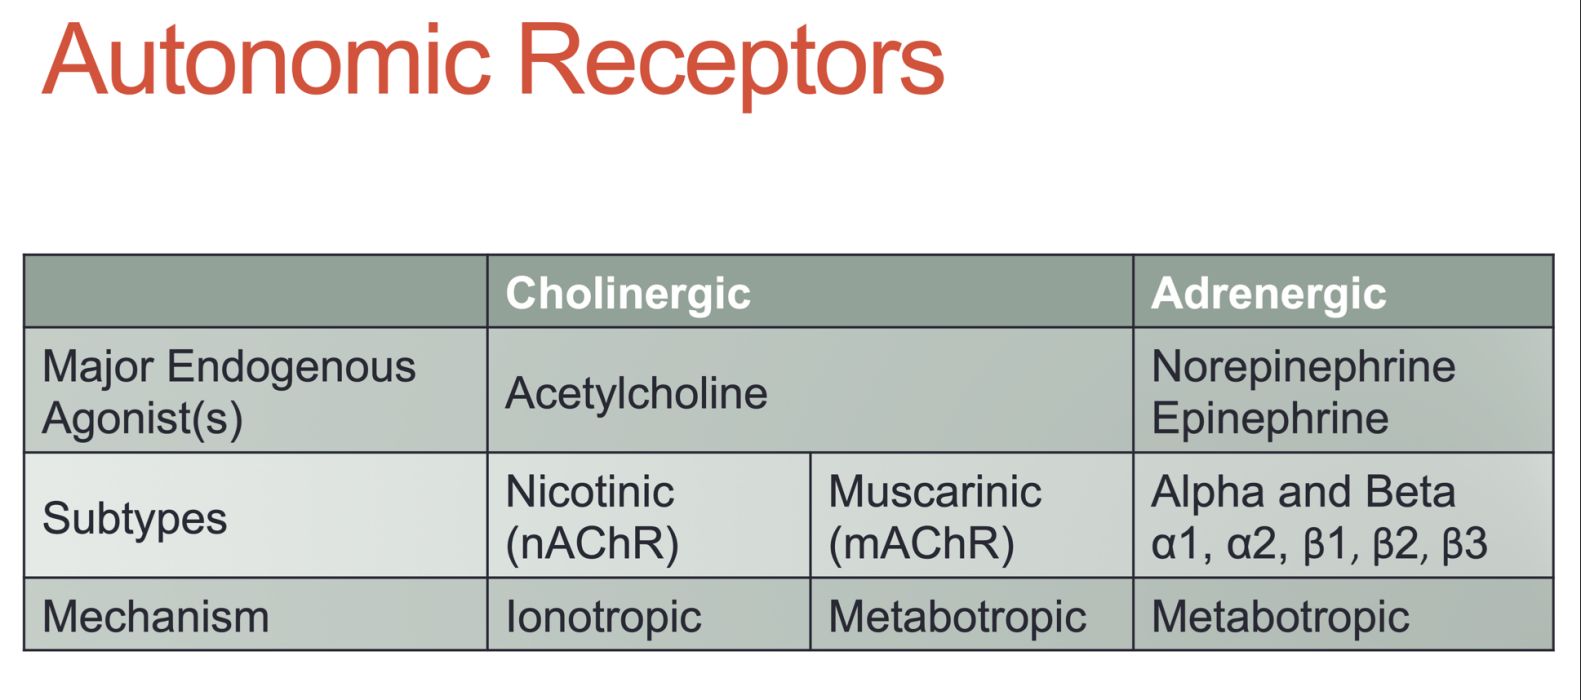 Autonomic Receptors
Cholinergic
Adrenergic
Major Endogenous
Agonist(s)
Acetylcholine
Norepinephrine
Epinephrine
Subtypes
Nicotinic
(nAChR)
Muscarinic
(mAChR)
Alpha and Beta
α1, α2, β1, β2, β3
Mechanism
Ionotropic
Metabotropic
Metabotropic